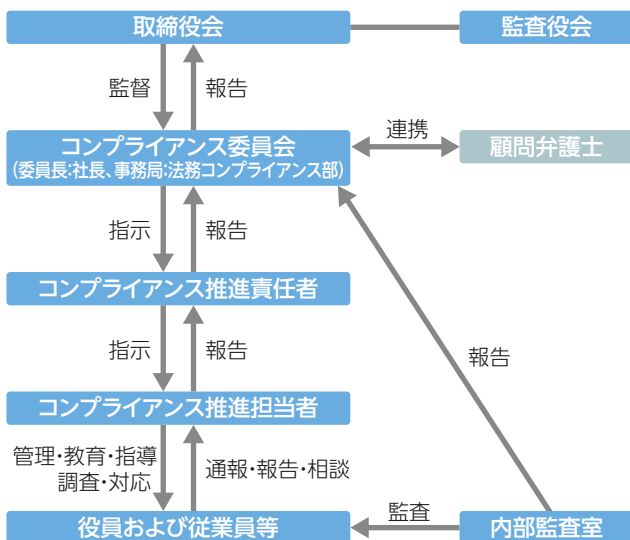 取締役会
監査役会
監督
報告
コンプライアンス委員会
(委員長:社長、事務局:法務コンプライアンス部)
連携
顧問弁護士
指示
報告
コンプライアンス推進責任者
指示
報告
報告
コンプライアンス推進担当者
管理・教育・指導
調査・対応
通報・報告・相談
役員および従業員等
監査
内部監査室